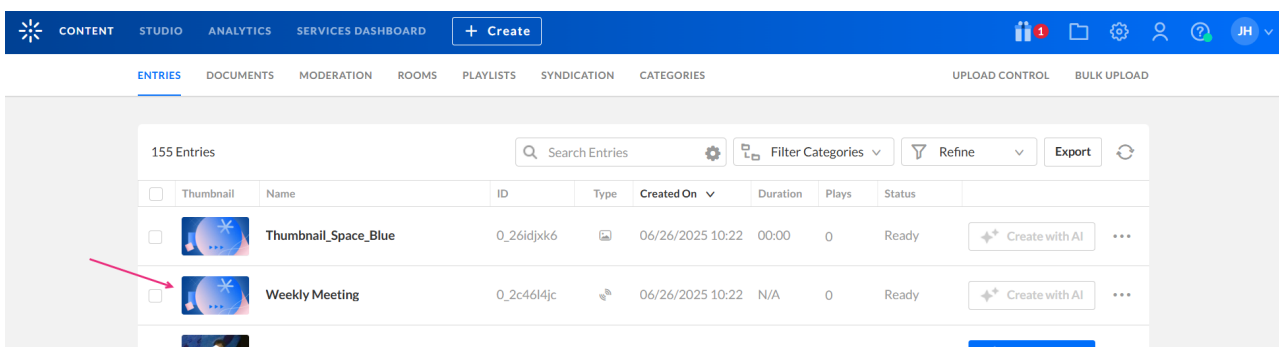 CONTENT STUDIO ANALYTICS SERVICES DASHBOARD + Create 1 JH
ENTRIES DOCUMENTS MODERATION ROOMS PLAYLISTS SYNDICATION CATEGORIES UPLOAD CONTROL BULK UPLOAD
155 Entries Search Entries Filter Categories Refine Export
Thumbnail Name ID Type Created On Duration Plays Status
Thumbnail_Space_Blue 0_26idjxk6 06/26/2025 10:22 00:00 0 Ready Create with AI
Weekly Meeting 0_2c46l4jc 06/26/2025 10:22 N/A 0 Ready Create with AI